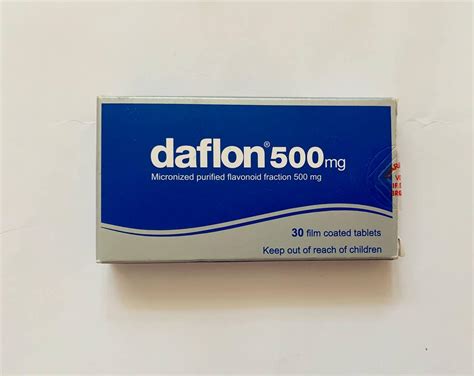 daflon® 500mg
Micronized purified flavonoid fraction 500 mg
30 film coated tablets
Keep out of reach of children